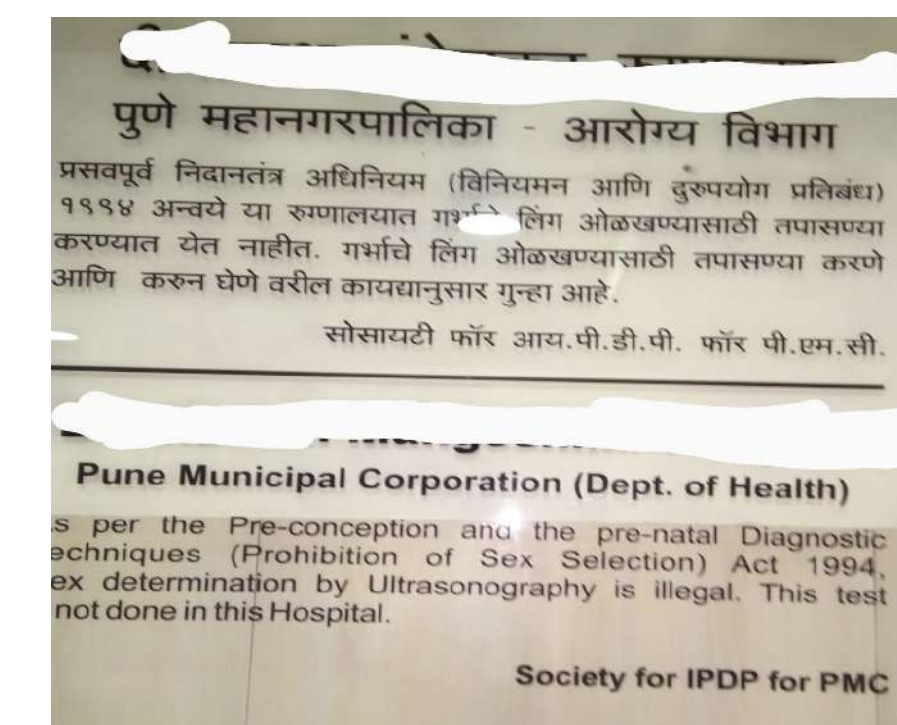 पुणे महानगरपालिका - आरोग्य विभाग
प्रसवपूर्व निदानतंत्र अधिनियम (विनियमन आणि दुरुपयोग प्रतिबंध)
१९९४ अन्वये या रुग्णालयात लिंग ओळखण्यासाठी तपासण्या
करण्यात येत नाहीत. गर्भाचे लिंग ओळखण्यासाठी तपासण्या करणे
आणि करुन घेणे वरील कायद्यानुसार गुन्हा आहे.
सोसायटी फॉर आय.पी.डी.पी. फॉर पी.एम.सी.
Pune Municipal Corporation (Dept. of Health)
s per the Pre-conception and the pre-natal Diagnostic
echniques (Prohibition of Sex Selection) Act 1994,
ex determination by Ultrasonography is illegal. This test
not done in this Hospital.
Society for IPDP for PMC